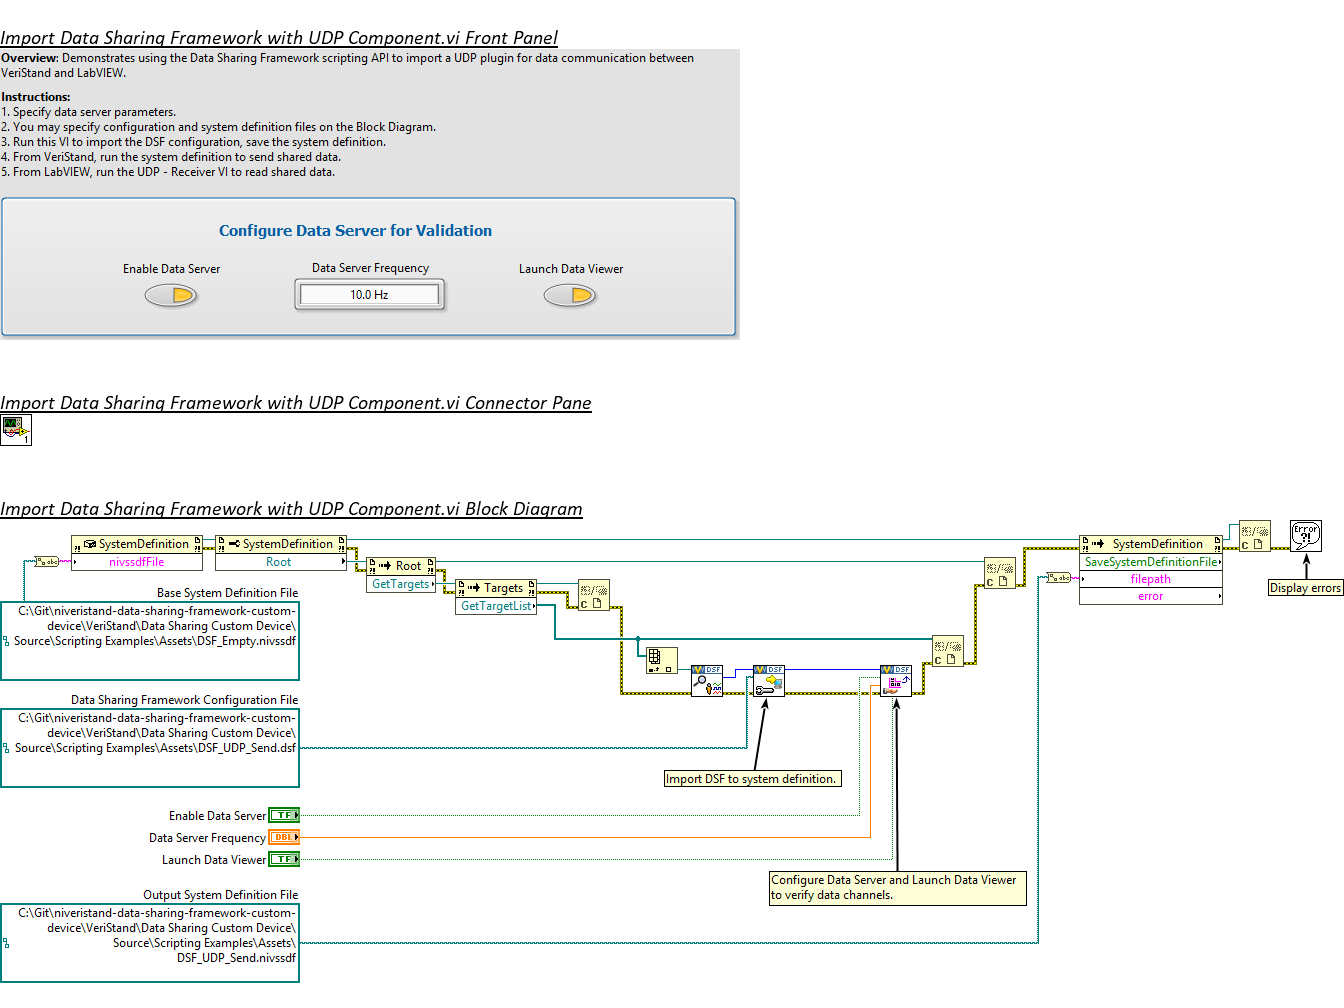 Import Data Sharing Framework with UDP Component.vi Front Panel
Overview: Demonstrates using the Data Sharing Framework scripting API to import a UDP plugin for data communication between
VeriStand and LabVIEW.
Instructions:
1. Specify data server parameters.
2. You may specify configuration and system definition files on the Block Diagram.
3. Run this VI to import the DSF configuration, save the system definition.
4. From VeriStand, run the system definition to send shared data.
5. From LabVIEW, run the UDP - Receiver VI to read shared data.
Configure Data Server for Validation
Enable Data Server
Data Server Frequency
Launch Data Viewer
10.0 Hz
Import Data Sharing Framework with UDP Component.vi Connector Pane
1
Import Data Sharing Framework with UDP Component.vi Block Diagram
SystemDefinition
nivssdfFile
SystemDefinition
Root
Root
GetTargets
Targets
GetTargetList
SystemDefinition
SaveSystemDefinitionFile
filepath
error
Error
?!
Display errors
abc
abc
C
C
C
C
Base System Definition File
C:\Git\niveristand-data-sharing-framework-custom-
device\VeriStand\Data Sharing Custom Device\
Source\Scripting Examples\Assets\DSF_Empty.nivssdf
DSF
DSF
DSF
Data Sharing Framework Configuration File
C:\Git\niveristand-data-sharing-framework-custom-
device\VeriStand\Data Sharing Custom Device\
Source\Scripting Examples\Assets\DSF_UDP_Send.dsf
Import DSF to system definition.
Enable Data Server
TF
Data Server Frequency
DBL
Launch Data Viewer
TF
Configure Data Server and Launch Data Viewer
to verify data channels.
Output System Definition File
C:\Git\niveristand-data-sharing-framework-custom-
device\VeriStand\Data Sharing Custom Device\
Source\Scripting Examples\Assets\
DSF_UDP_Send.nivssdf